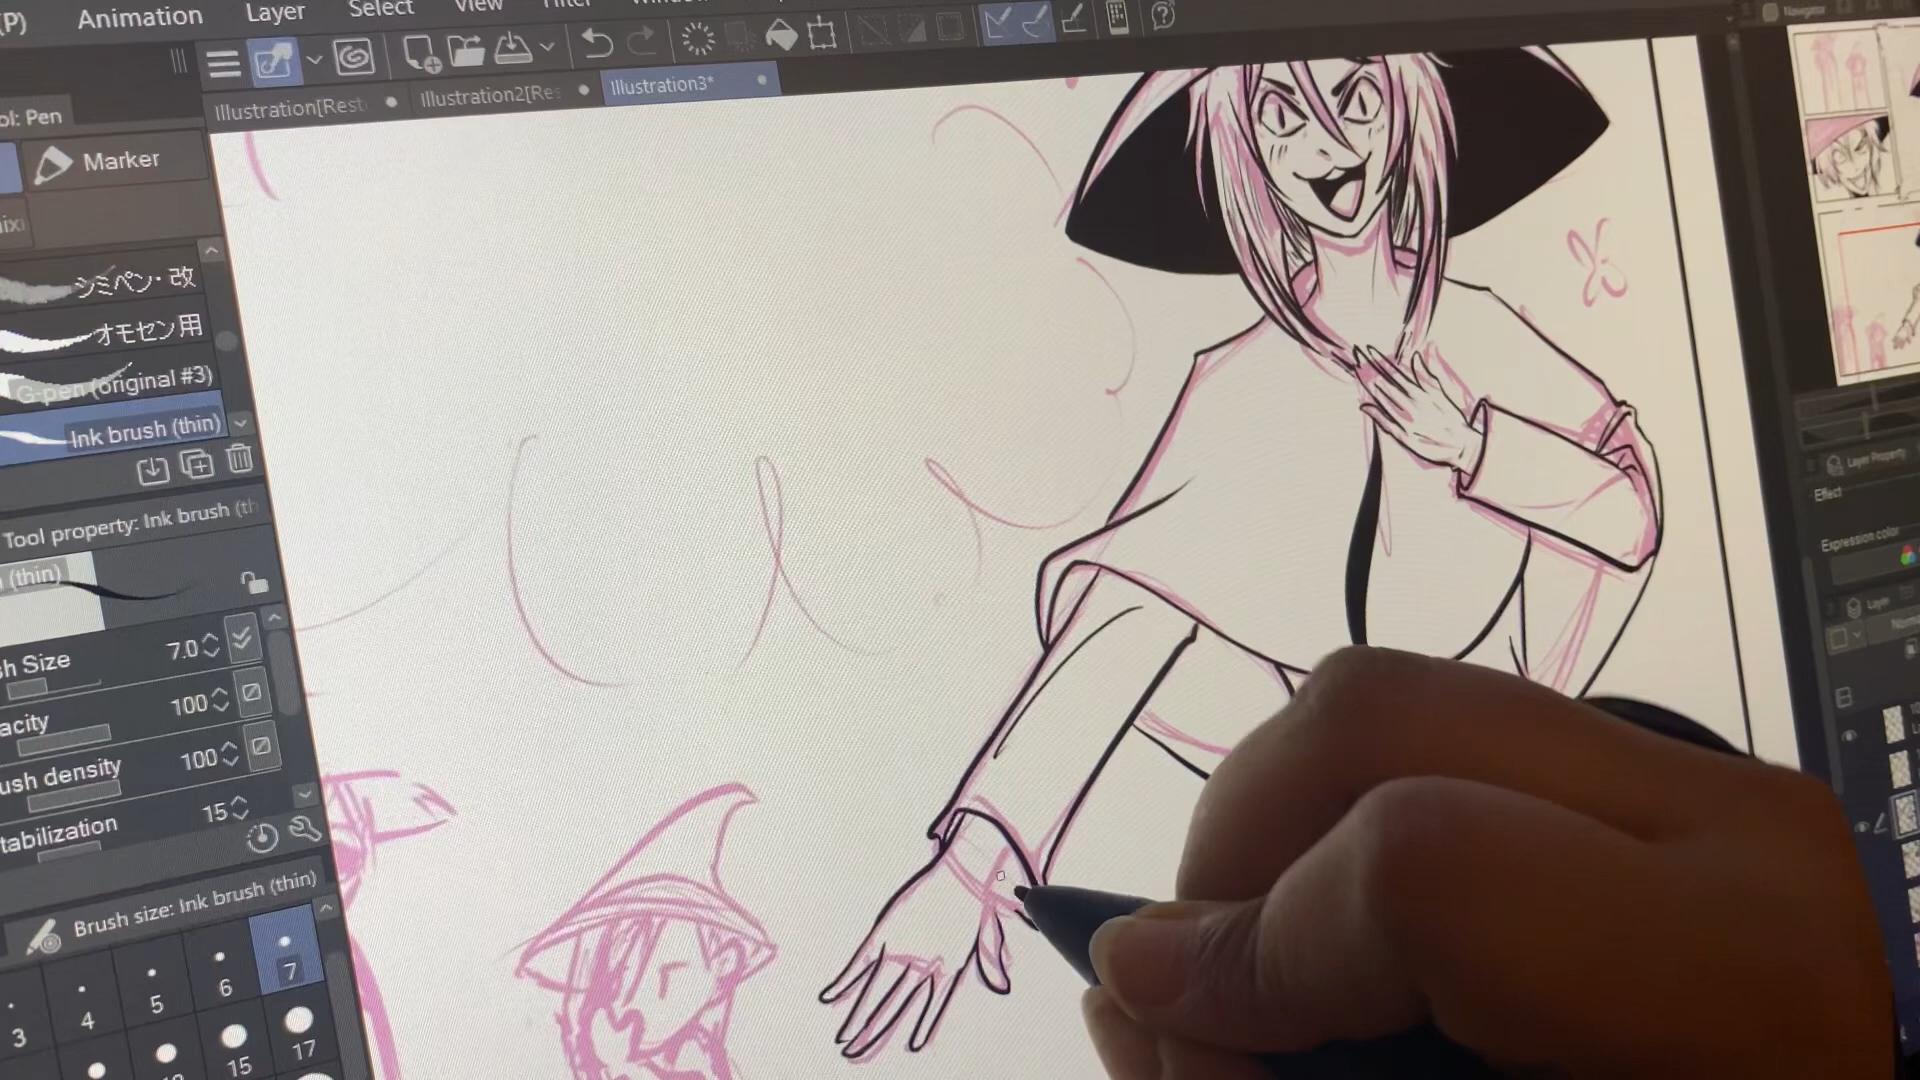 (P) Animation Layer Select View
Illustration[Rest Illustration2[Res Illustration3*
ol: Pen
Marker
シミペン・改
オモセン用
G-pen (original #3)
Ink brush (thin)
Tool property: Ink brush (th
(thin)
sh Size 7.0
acity 100
ush density 100
tabilization 15
Brush size: Ink brush (thin)
3 4 5 6 7
15 17
Navigator
Layer Property
Effect
Expression color
Layer